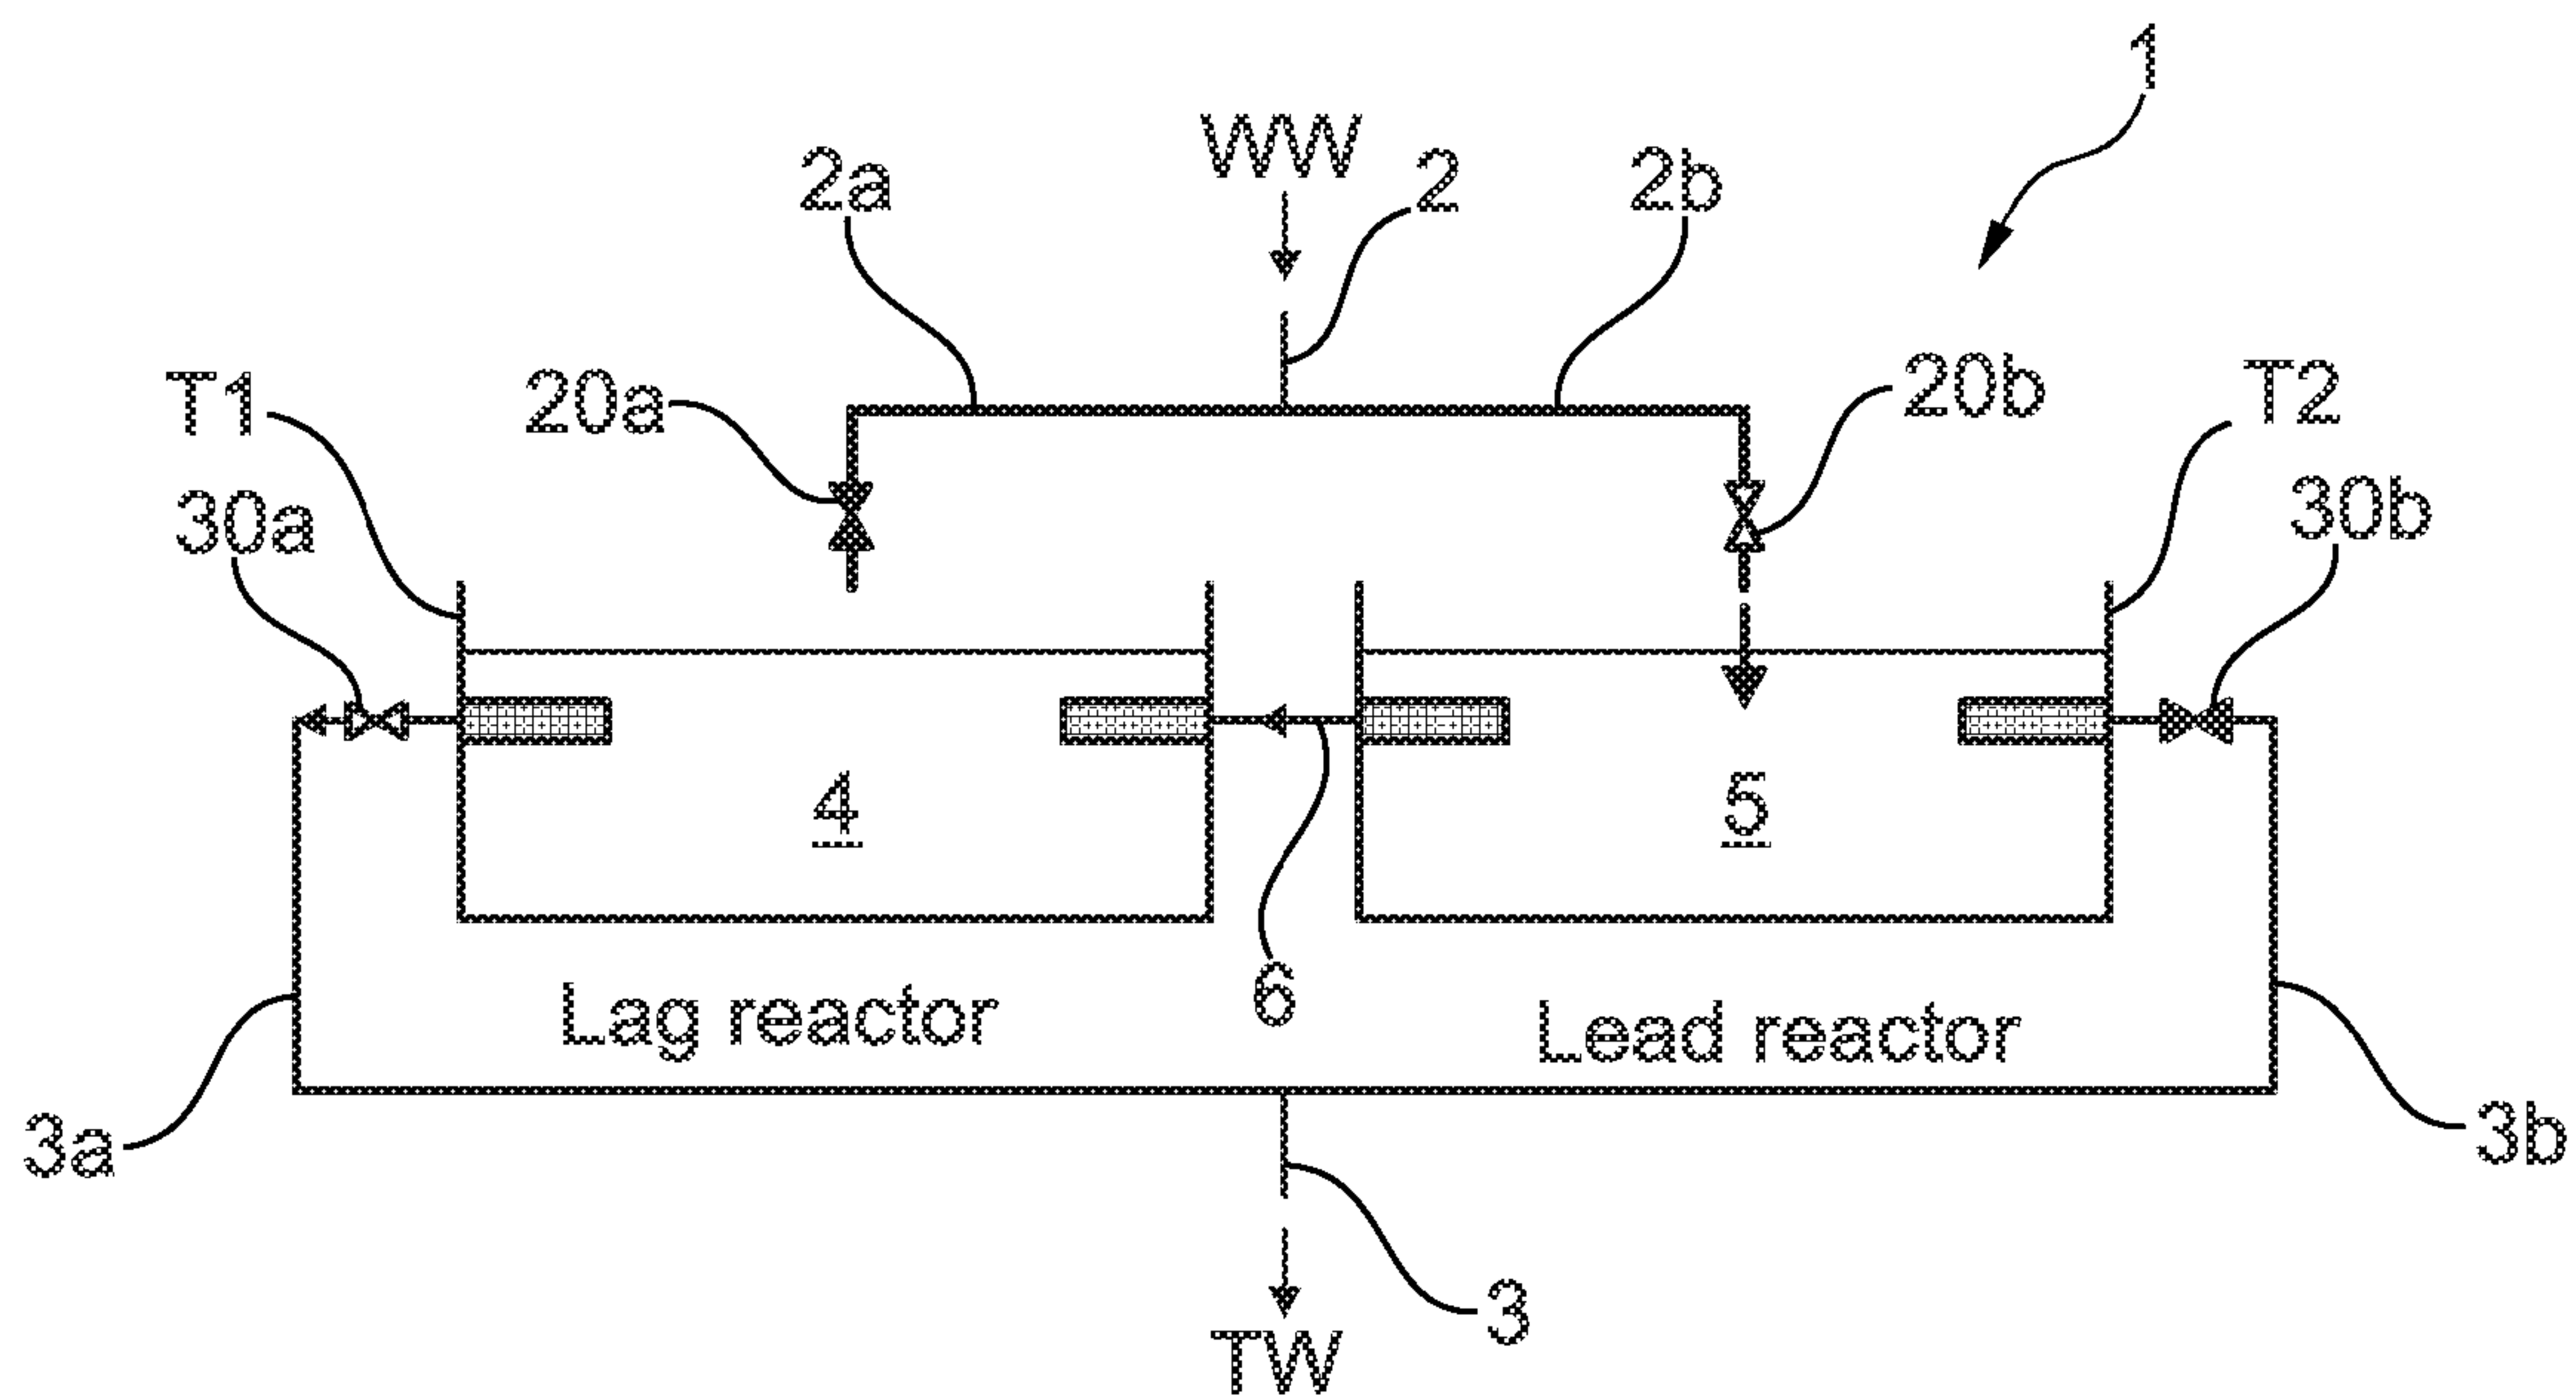 1
WW
2a
2
2b
T1
20a
20b
T2
30a
30b
4
5
6
Lag reactor
Lead reactor
3a
3b
3
TW